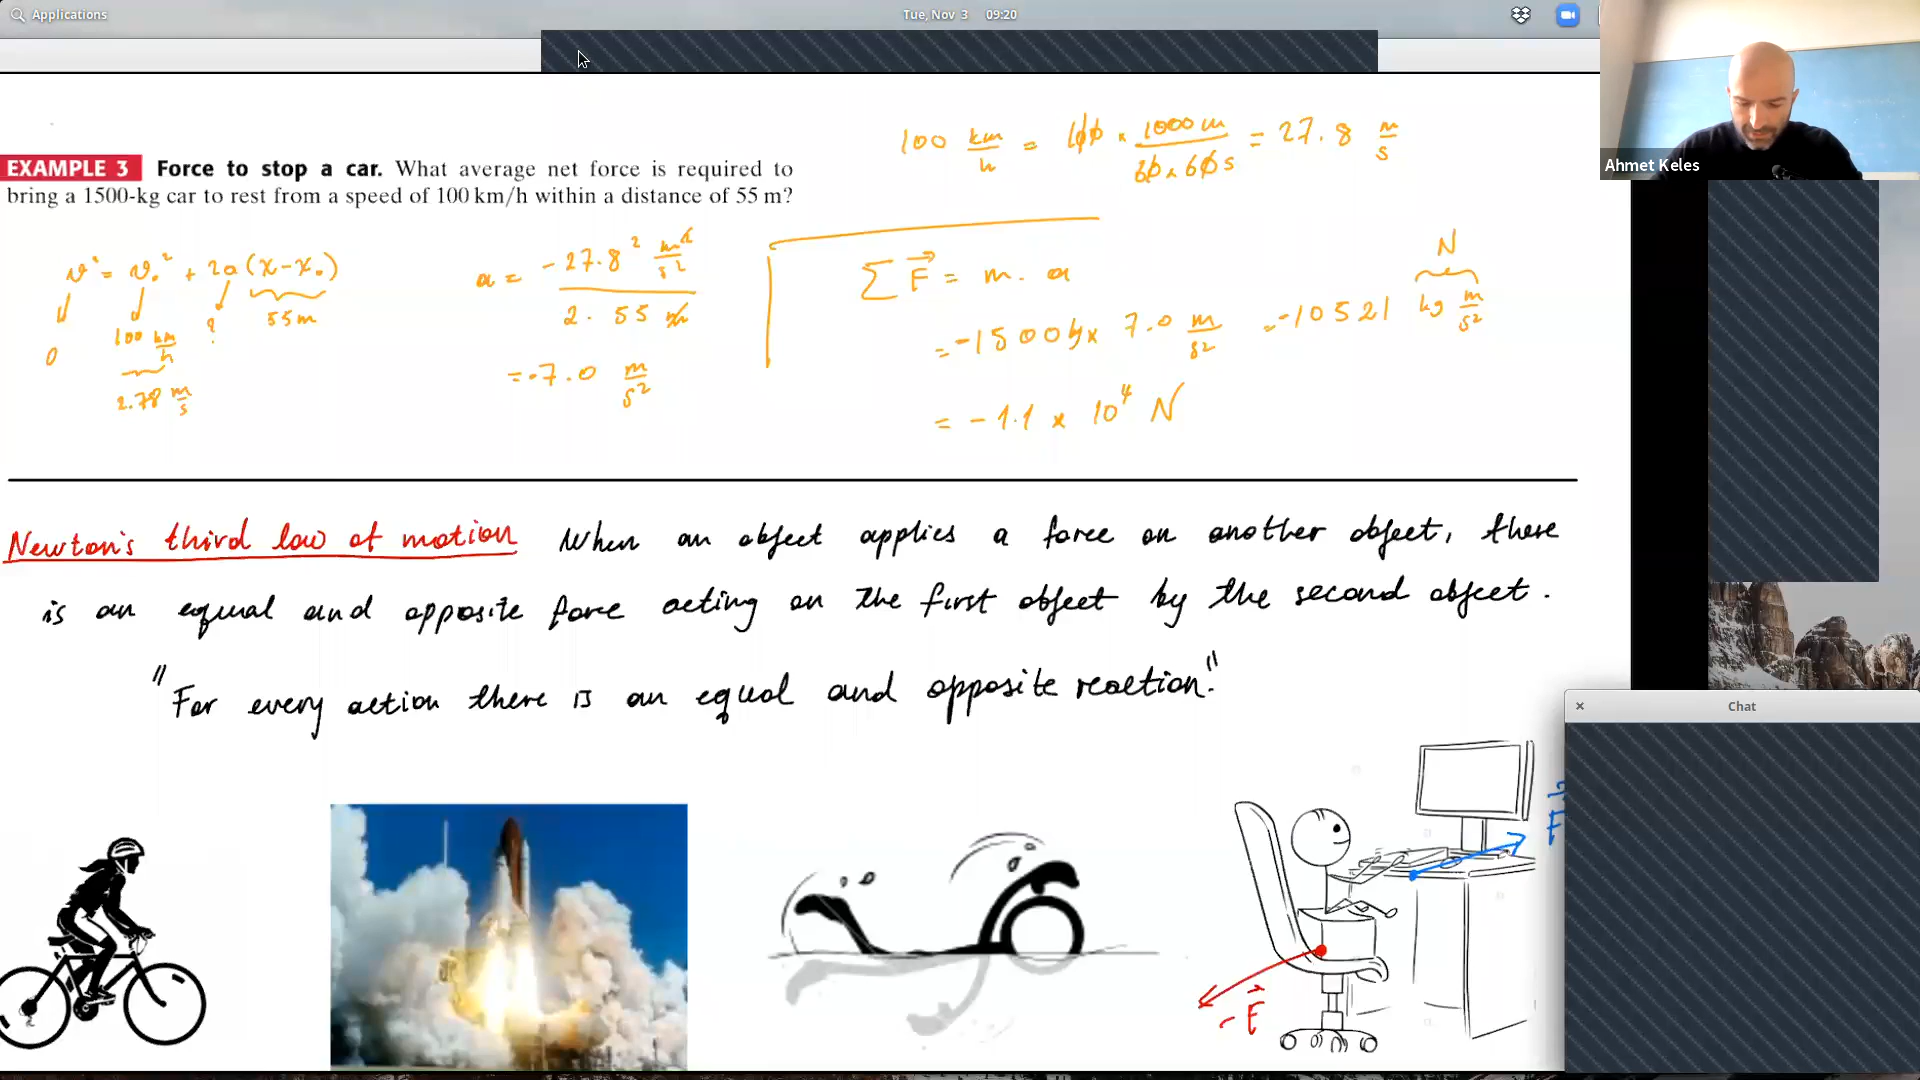 Applications
Tue, Nov 3 09:20
Ahmet Keles
EXAMPLE 3 Force to stop a car. What average net force is required to
bring a 1500-kg car to rest from a speed of 100 km/h within a distance of 55 m?
100 km/h = 100 × 1000 m / 60 × 60 s = 27.8 m/s
v² = v₀² + 2a (x-x₀)
0
100 km/h
?
55 m
2.78 m/s
a = -27.8² m²/s² / 2 . 55 m
= -7.0 m/s²
∑ F⃗ = m . a
= -1500 kg × 7.0 m/s² = -10521 kg m/s²
N
= -1.1 × 10⁴ N
Newton's third law of motion When an object applies a force on another object, there
is an equal and opposite force acting on the first object by the second object.
"For every action there is an equal and opposite reaction."
-F⃗
Chat